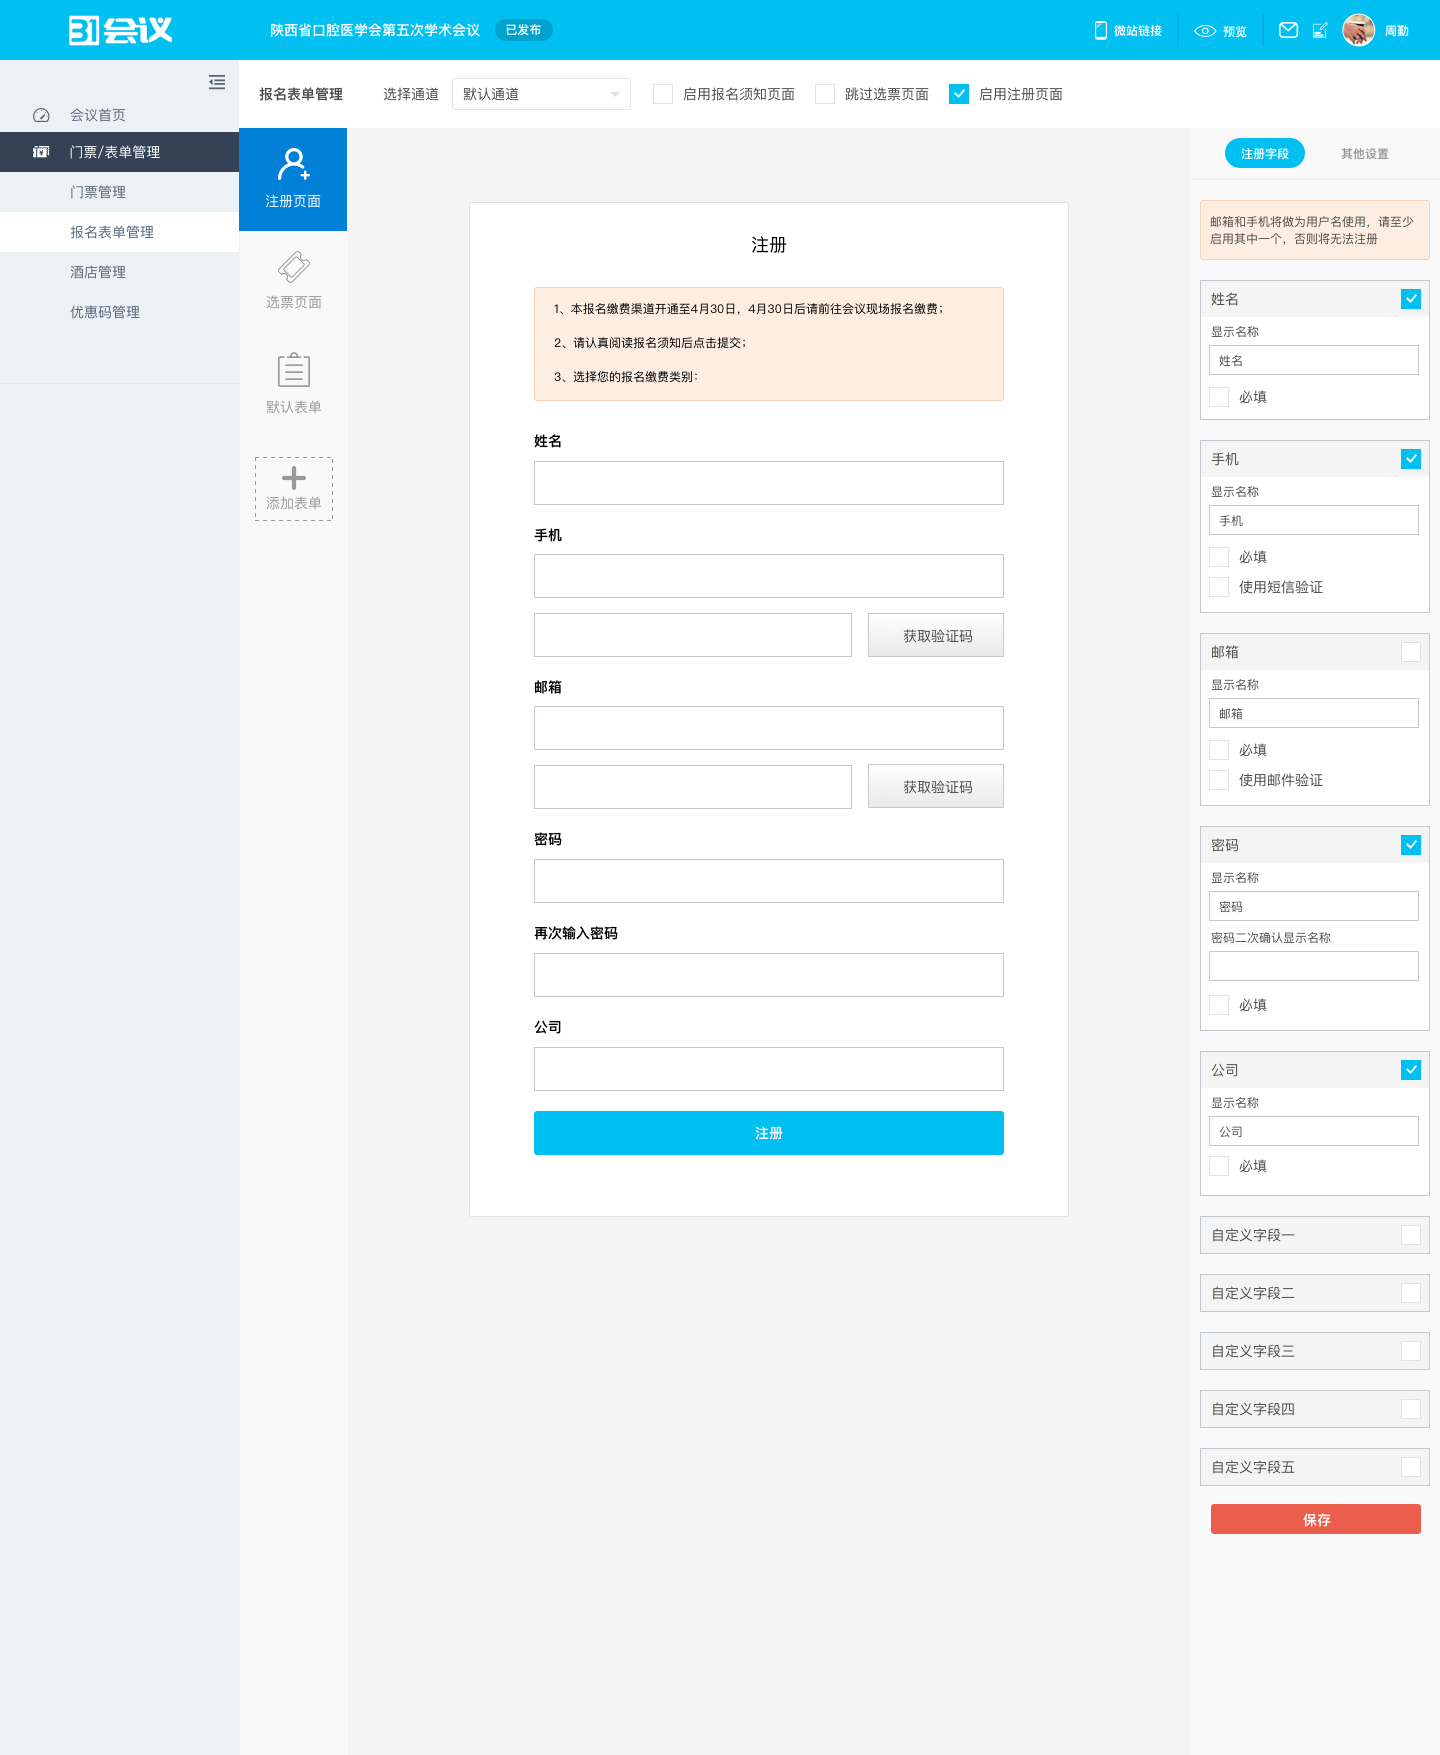 31会议
陕西省口腔医学会第五次学术会议
已发布
微站链接
预览
周勤
会议首页
门票/表单管理
门票管理
报名表单管理
酒店管理
优惠码管理
报名表单管理
选择通道
默认通道
启用报名须知页面
跳过选票页面
启用注册页面
注册页面
选票页面
默认表单
添加表单
注册
1、本报名缴费渠道开通至4月30日，4月30日后请前往会议现场报名缴费；
2、请认真阅读报名须知后点击提交；
3、选择您的报名缴费类别：
姓名
手机
获取验证码
邮箱
获取验证码
密码
再次输入密码
公司
注册
注册字段
其他设置
邮箱和手机将做为用户名使用，请至少
启用其中一个，否则将无法注册
姓名
显示名称
姓名
必填
手机
显示名称
手机
必填
使用短信验证
邮箱
显示名称
邮箱
必填
使用邮件验证
密码
显示名称
密码
密码二次确认显示名称
必填
公司
显示名称
公司
必填
自定义字段一
自定义字段二
自定义字段三
自定义字段四
自定义字段五
保存